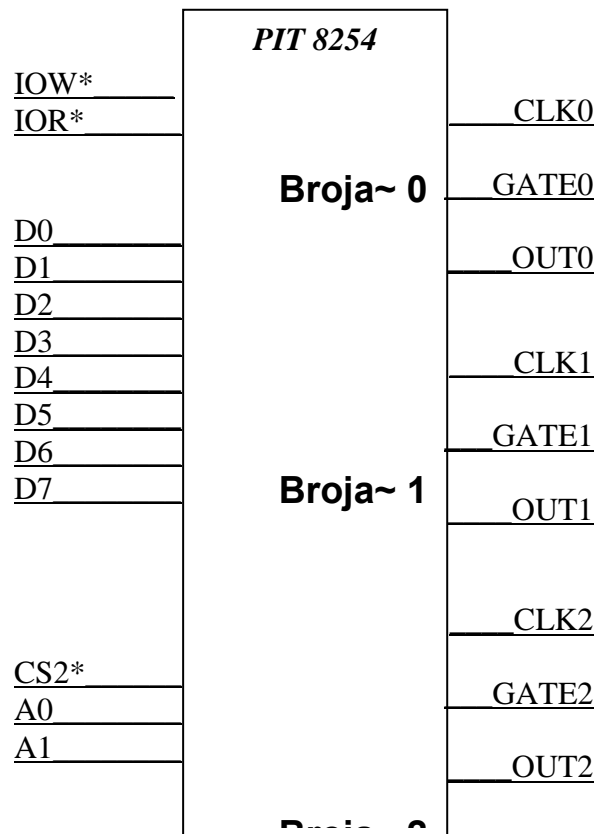 PIT 8254
IOW*
IOR*
CLK0
Broja~ 0
GATE0
D0
OUT0
D1
D2
D3
CLK1
D4
D5
GATE1
D6
D7
Broja~ 1
OUT1
CLK2
CS2*
GATE2
A0
A1
OUT2